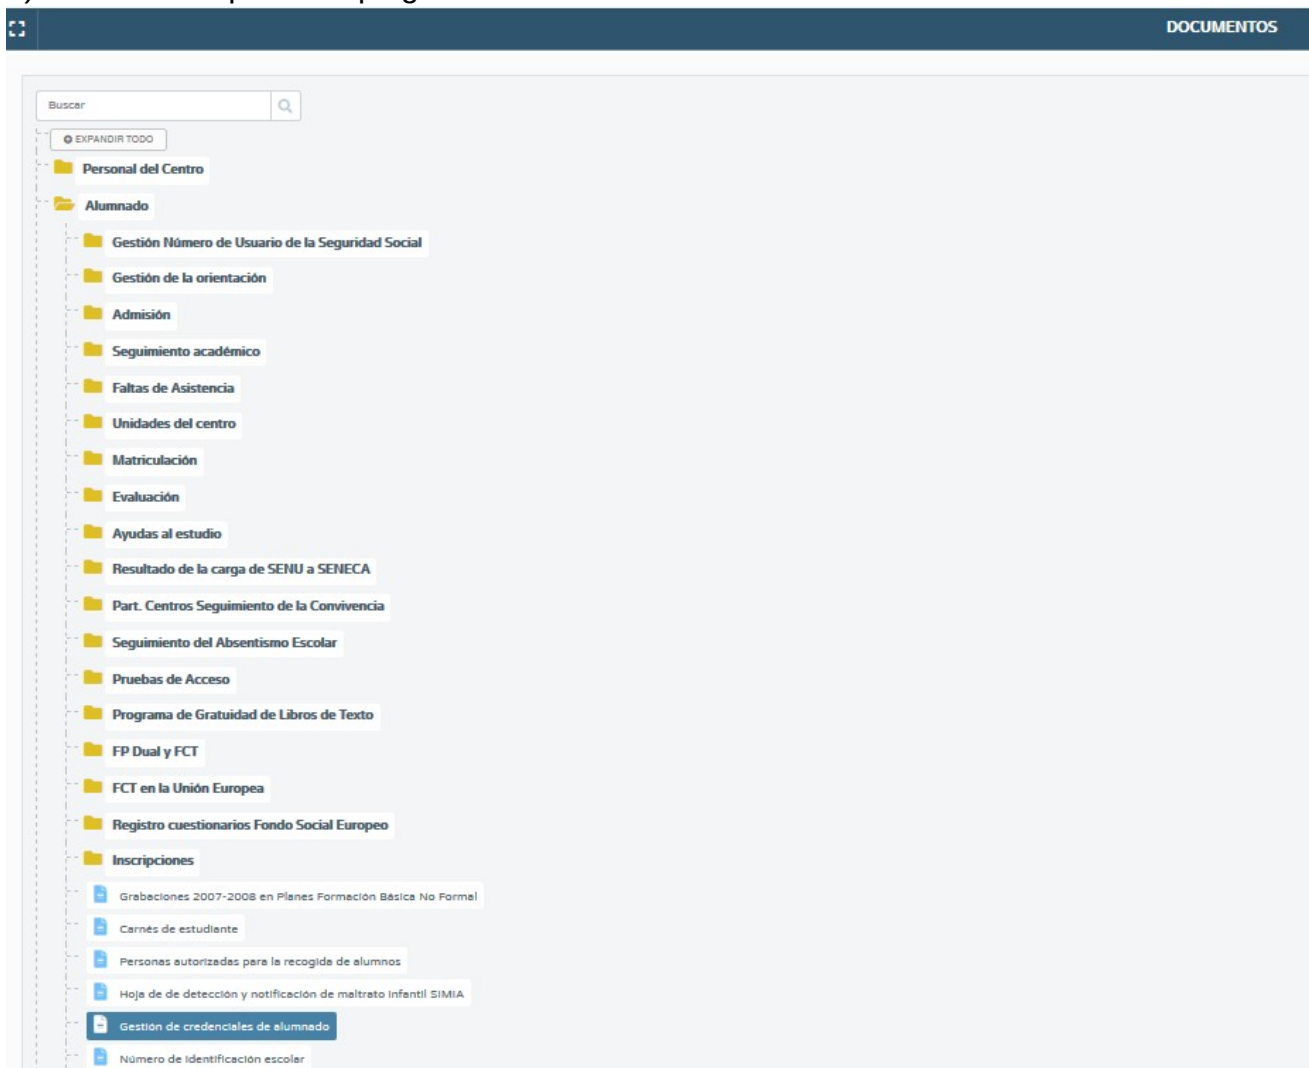 DOCUMENTOS
Buscar
EXPANDIR TODO
Personal del Centro
Alumnado
Gestión Número de Usuario de la Seguridad Social
Gestión de la orientación
Admisión
Seguimiento académico
Faltas de Asistencia
Unidades del centro
Matriculación
Evaluación
Ayudas al estudio
Resultado de la carga de SENU a SENECA
Part. Centros Seguimiento de la Convivencia
Seguimiento del Absentismo Escolar
Pruebas de Acceso
Programa de Gratuidad de Libros de Texto
FP Dual y FCT
FCT en la Unión Europea
Registro cuestionarios Fondo Social Europeo
Inscripciones
Grabaciones 2007-2008 en Planes Formación Básica No Formal
Carnés de estudiante
Personas autorizadas para la recogida de alumnos
Hoja de de detección y notificación de maltrato Infantil SIMIA
Gestión de credenciales de alumnado
Número de Identificación escolar